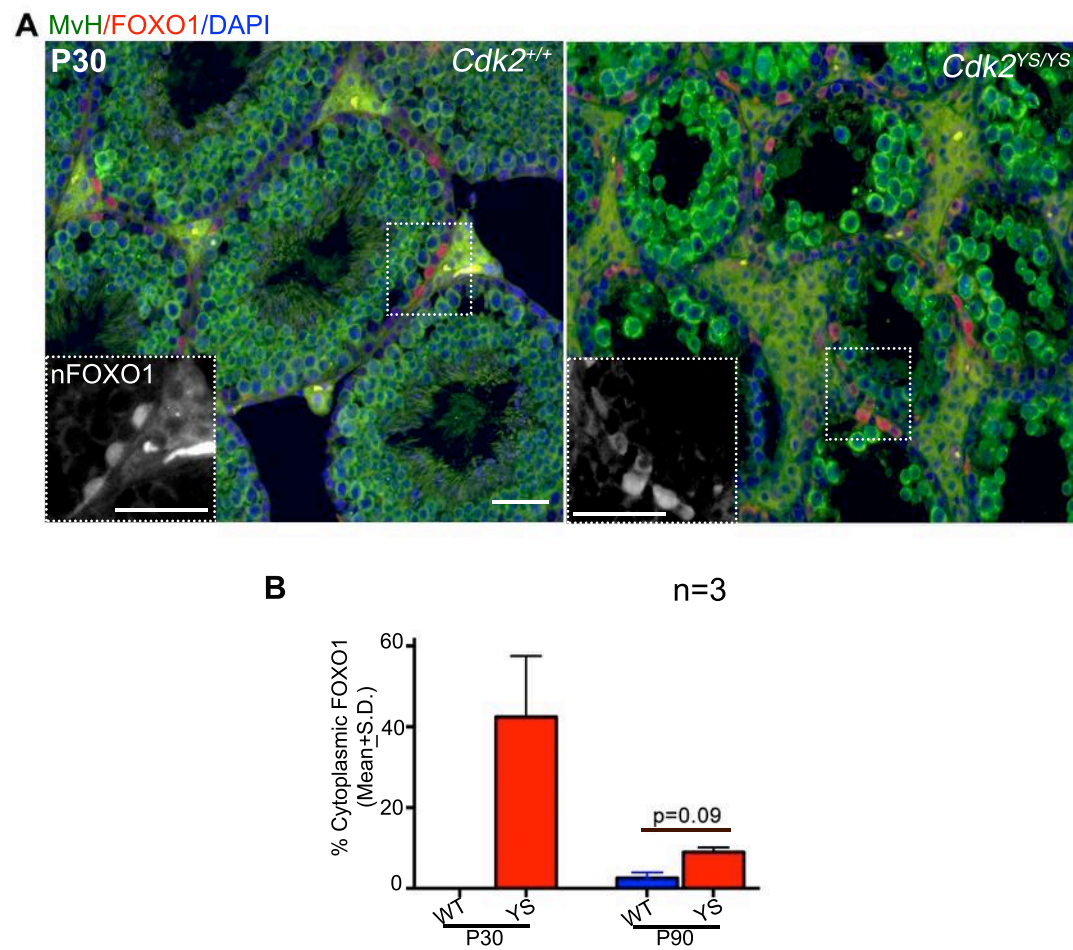 A MvH/FOXO1/DAPI
P30 Cdk2+/+ Cdk2YS/YS
nFOXO1
B n=3
% Cytoplasmic FOXO1
(Mean±S.D.)
60
40
20
0
p=0.09
WT YS WT YS
P30 P90